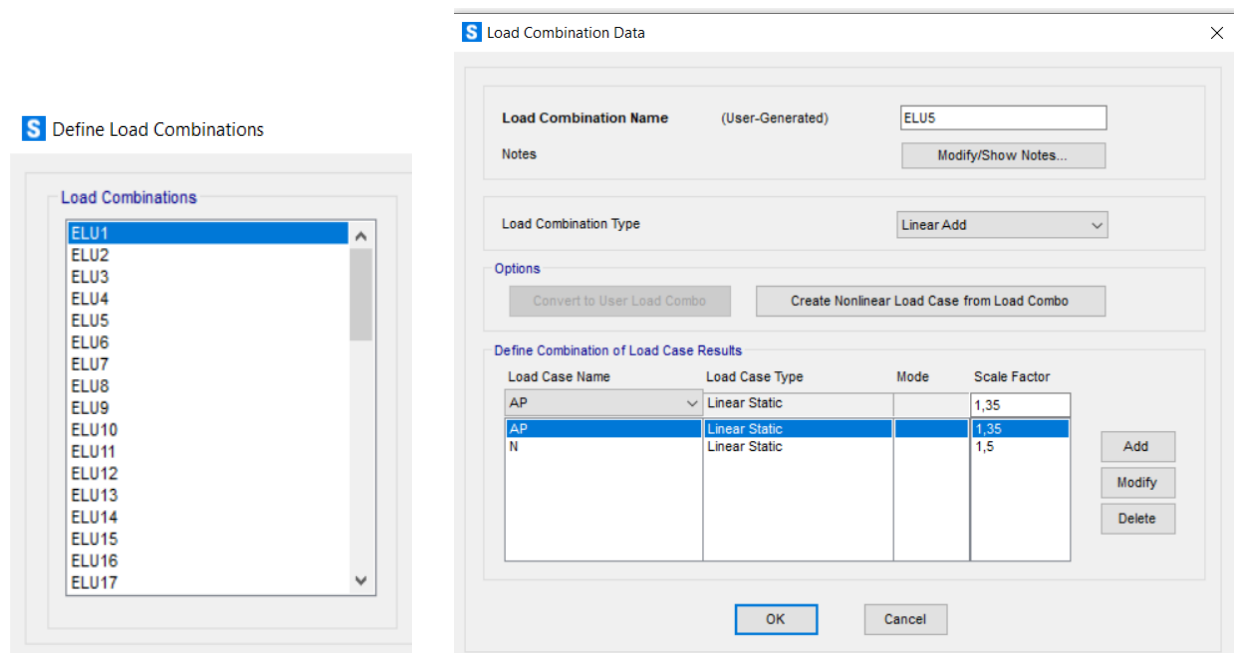 Define Load Combinations
Load Combinations
ELU1
ELU2
ELU3
ELU4
ELU5
ELU6
ELU7
ELU8
ELU9
ELU10
ELU11
ELU12
ELU13
ELU14
ELU15
ELU16
ELU17
Load Combination Data
Load Combination Name (User-Generated) ELU5
Notes Modify/Show Notes...
Load Combination Type Linear Add
Options
Convert to User Load Combo Create Nonlinear Load Case from Load Combo
Define Combination of Load Case Results
Load Case Name Load Case Type Mode Scale Factor
AP Linear Static 1,35
AP Linear Static 1,35
N Linear Static 1,5
Add
Modify
Delete
OK Cancel